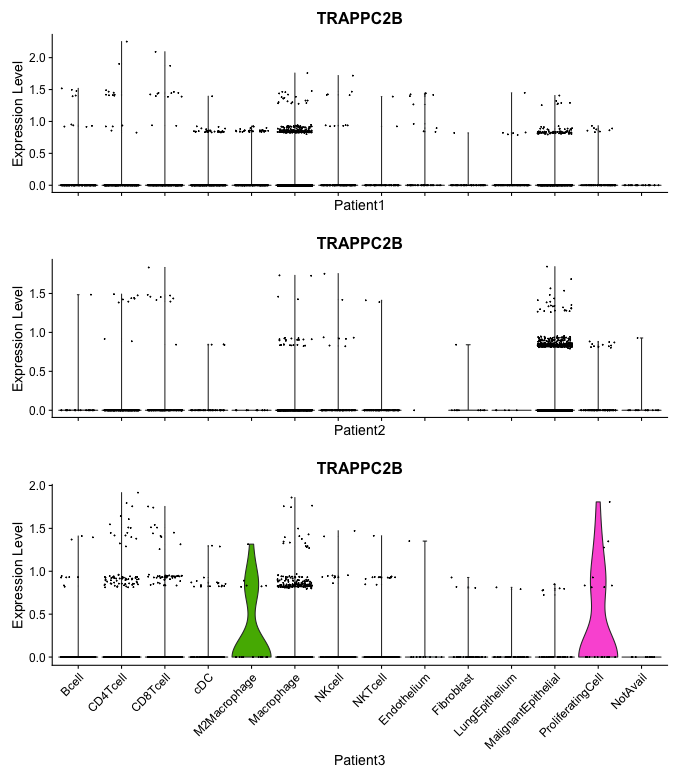 TRAPPC2B
Expression Level
2.0
1.5
1.0
0.5
0.0
Patient1
TRAPPC2B
Expression Level
1.5
1.0
0.5
0.0
Patient2
TRAPPC2B
Expression Level
2.0
1.5
1.0
0.5
0.0
Bcell
CD4Tcell
CD8Tcell
cDC
M2Macrophage
Macrophage
NKcell
NKTcell
Endothelium
Fibroblast
LungEpithelium
MalignantEpithelial
ProliferatingCell
NotAvail
Patient3